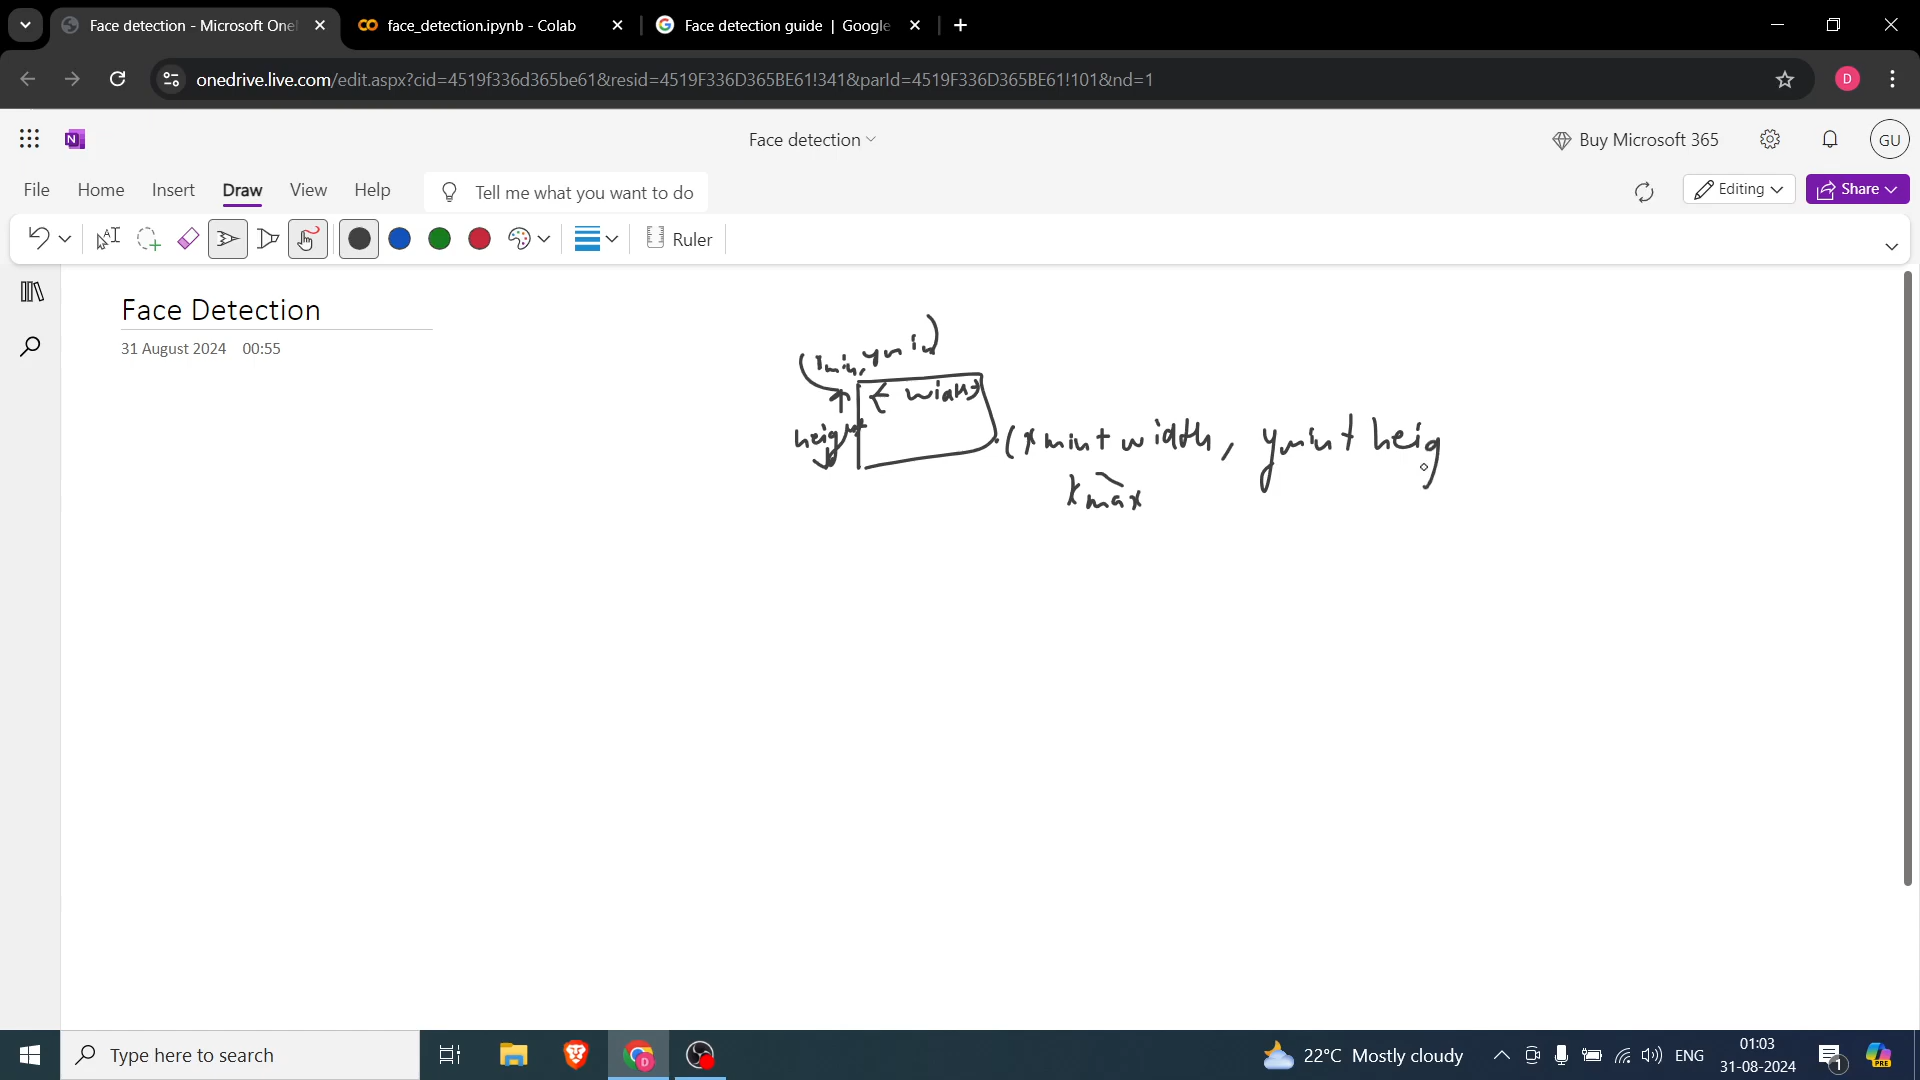 Face detection - Microsoft One
face_detection.ipynb - Colab
Face detection guide | Google
onedrive.live.com/edit.aspx?cid=4519f336d365be61&resid=4519F336D365BE61!341&parId=4519F336D365BE61!101&nd=1
D
N
Face detection
Buy Microsoft 365
GU
File Home Insert Draw View Help
Tell me what you want to do
Editing
Share
Ruler
Face Detection
31 August 2024 00:55
(xmin, ymin)
width
height
(xmin+width, ymin+heig
xmax
Type here to search
22°C Mostly cloudy
ENG
01:03
31-08-2024
1
PRE